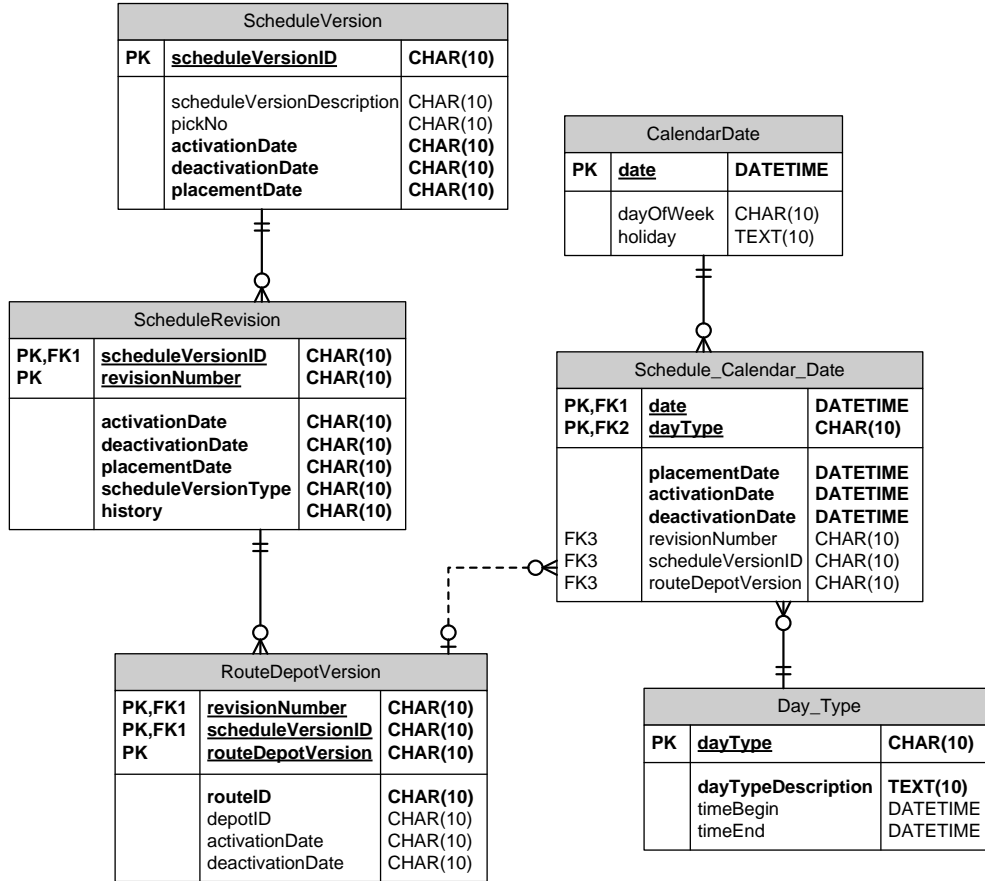 ScheduleVersion
PK scheduleVersionID CHAR(10)
scheduleVersionDescription CHAR(10)
pickNo CHAR(10)
activationDate CHAR(10)
deactivationDate CHAR(10)
placementDate CHAR(10)
CalendarDate
PK date DATETIME
dayOfWeek CHAR(10)
holiday TEXT(10)
ScheduleRevision
PK,FK1 scheduleVersionID CHAR(10)
PK revisionNumber CHAR(10)
activationDate CHAR(10)
deactivationDate CHAR(10)
placementDate CHAR(10)
scheduleVersionType CHAR(10)
history CHAR(10)
Schedule_Calendar_Date
PK,FK1 date DATETIME
PK,FK2 dayType CHAR(10)
placementDate DATETIME
activationDate DATETIME
deactivationDate DATETIME
FK3 revisionNumber CHAR(10)
FK3 scheduleVersionID CHAR(10)
FK3 routeDepotVersion CHAR(10)
RouteDepotVersion
PK,FK1 revisionNumber CHAR(10)
PK,FK1 scheduleVersionID CHAR(10)
PK routeDepotVersion CHAR(10)
routeID CHAR(10)
depotID CHAR(10)
activationDate CHAR(10)
deactivationDate CHAR(10)
Day_Type
PK dayType CHAR(10)
dayTypeDescription TEXT(10)
timeBegin DATETIME
timeEnd DATETIME